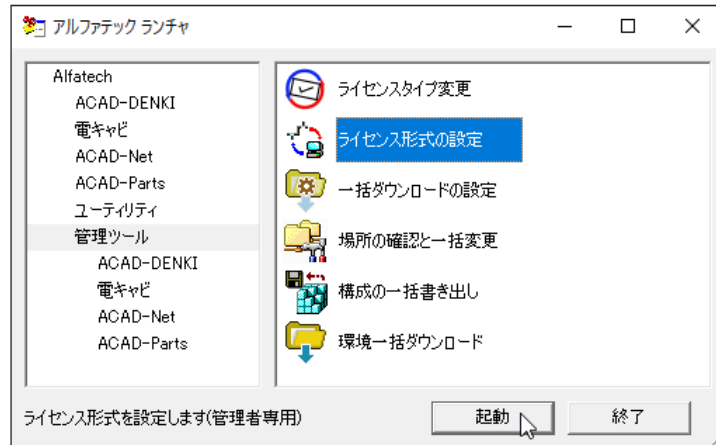 アルファテック ランチャ
Alfatech
ACAD-DENKI
電キャビ
ACAD-Net
ACAD-Parts
ユーティリティ
管理ツール
ACAD-DENKI
電キャビ
ACAD-Net
ACAD-Parts
ライセンスタイプ変更
ライセンス形式の設定
一括ダウンロードの設定
場所の確認と一括変更
構成の一括書き出し
環境一括ダウンロード
ライセンス形式を設定します(管理者専用)
起動
終了